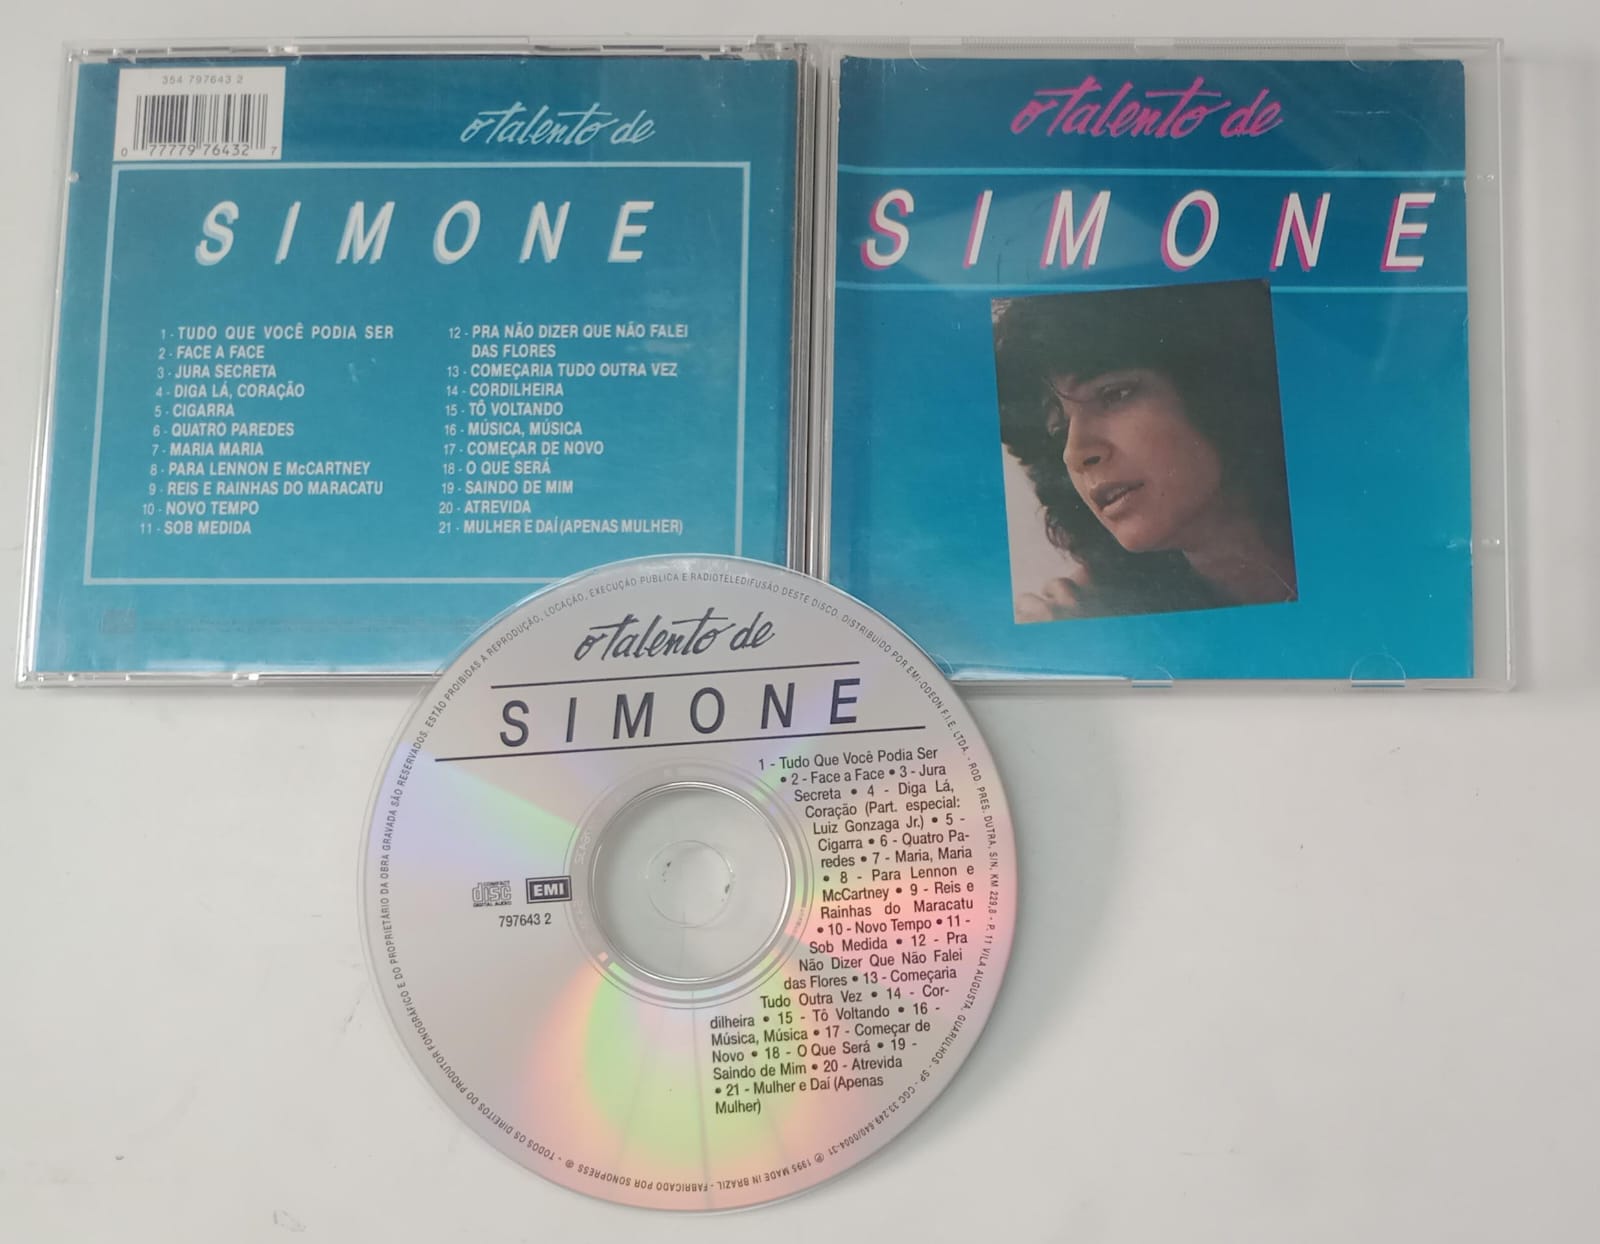 354 797643 2
0 77779 76432 7
o talento de
SIMONE
1 - TUDO QUE VOCÊ PODIA SER
2 - FACE A FACE
3 - JURA SECRETA
4 - DIGA LÁ, CORAÇÃO
5 - CIGARRA
6 - QUATRO PAREDES
7 - MARIA MARIA
8 - PARA LENNON E McCARTNEY
9 - REIS E RAINHAS DO MARACATU
10 - NOVO TEMPO
11 - SOB MEDIDA
12 - PRA NÃO DIZER QUE NÃO FALEI
DAS FLORES
13 - COMEÇARIA TUDO OUTRA VEZ
14 - CORDILHEIRA
15 - TÔ VOLTANDO
16 - MÚSICA, MÚSICA
17 - COMEÇAR DE NOVO
18 - O QUE SERÁ
19 - SAINDO DE MIM
20 - ATREVIDA
21 - MULHER E DAÍ (APENAS MULHER)
o talento de
SIMONE
o talento de
SIMONE
1 - Tudo Que Você Podia Ser
• 2 - Face a Face • 3 - Jura
Secreta • 4 - Diga Lá,
Coração (Part. especial:
Luiz Gonzaga Jr.) • 5 -
Cigarra • 6 - Quatro Pa-
redes • 7 - Maria, Maria
• 8 - Para Lennon e
McCartney • 9 - Reis e
Rainhas do Maracatu
• 10 - Novo Tempo • 11 -
Sob Medida • 12 - Pra
Não Dizer Que Não Falei
das Flores • 13 - Começaria
Tudo Outra Vez • 14 - Cor-
dilheira • 15 - Tô Voltando • 16 -
Música, Música • 17 - Começar de
Novo • 18 - O Que Será • 19 -
Saindo de Mim • 20 - Atrevida
• 21 - Mulher e Daí (Apenas
Mulher)
COMPACT
disc
DIGITAL AUDIO
EMI
797643 2
TODOS OS DIREITOS DO PRODUTOR FONOGRÁFICO E DO PROPRIETÁRIO DA OBRA GRAVADA SÃO RESERVADOS. ESTÃO PROIBIDAS A REPRODUÇÃO, LOCAÇÃO, EXECUÇÃO PÚBLICA E RADIOTELEDIFUSÃO DESTE DISCO. DISTRIBUÍDO POR EMI-ODEON F.I.E. LTDA. - ROD. PRES. DUTRA, S/N, KM 229,8 - P. 11 VILA AUGUSTA, GUARULHOS - SP - CGC 33.249.640/0004-31 ℗ 1995 MADE IN BRAZIL - FABRICADO POR SONOPRESS ®